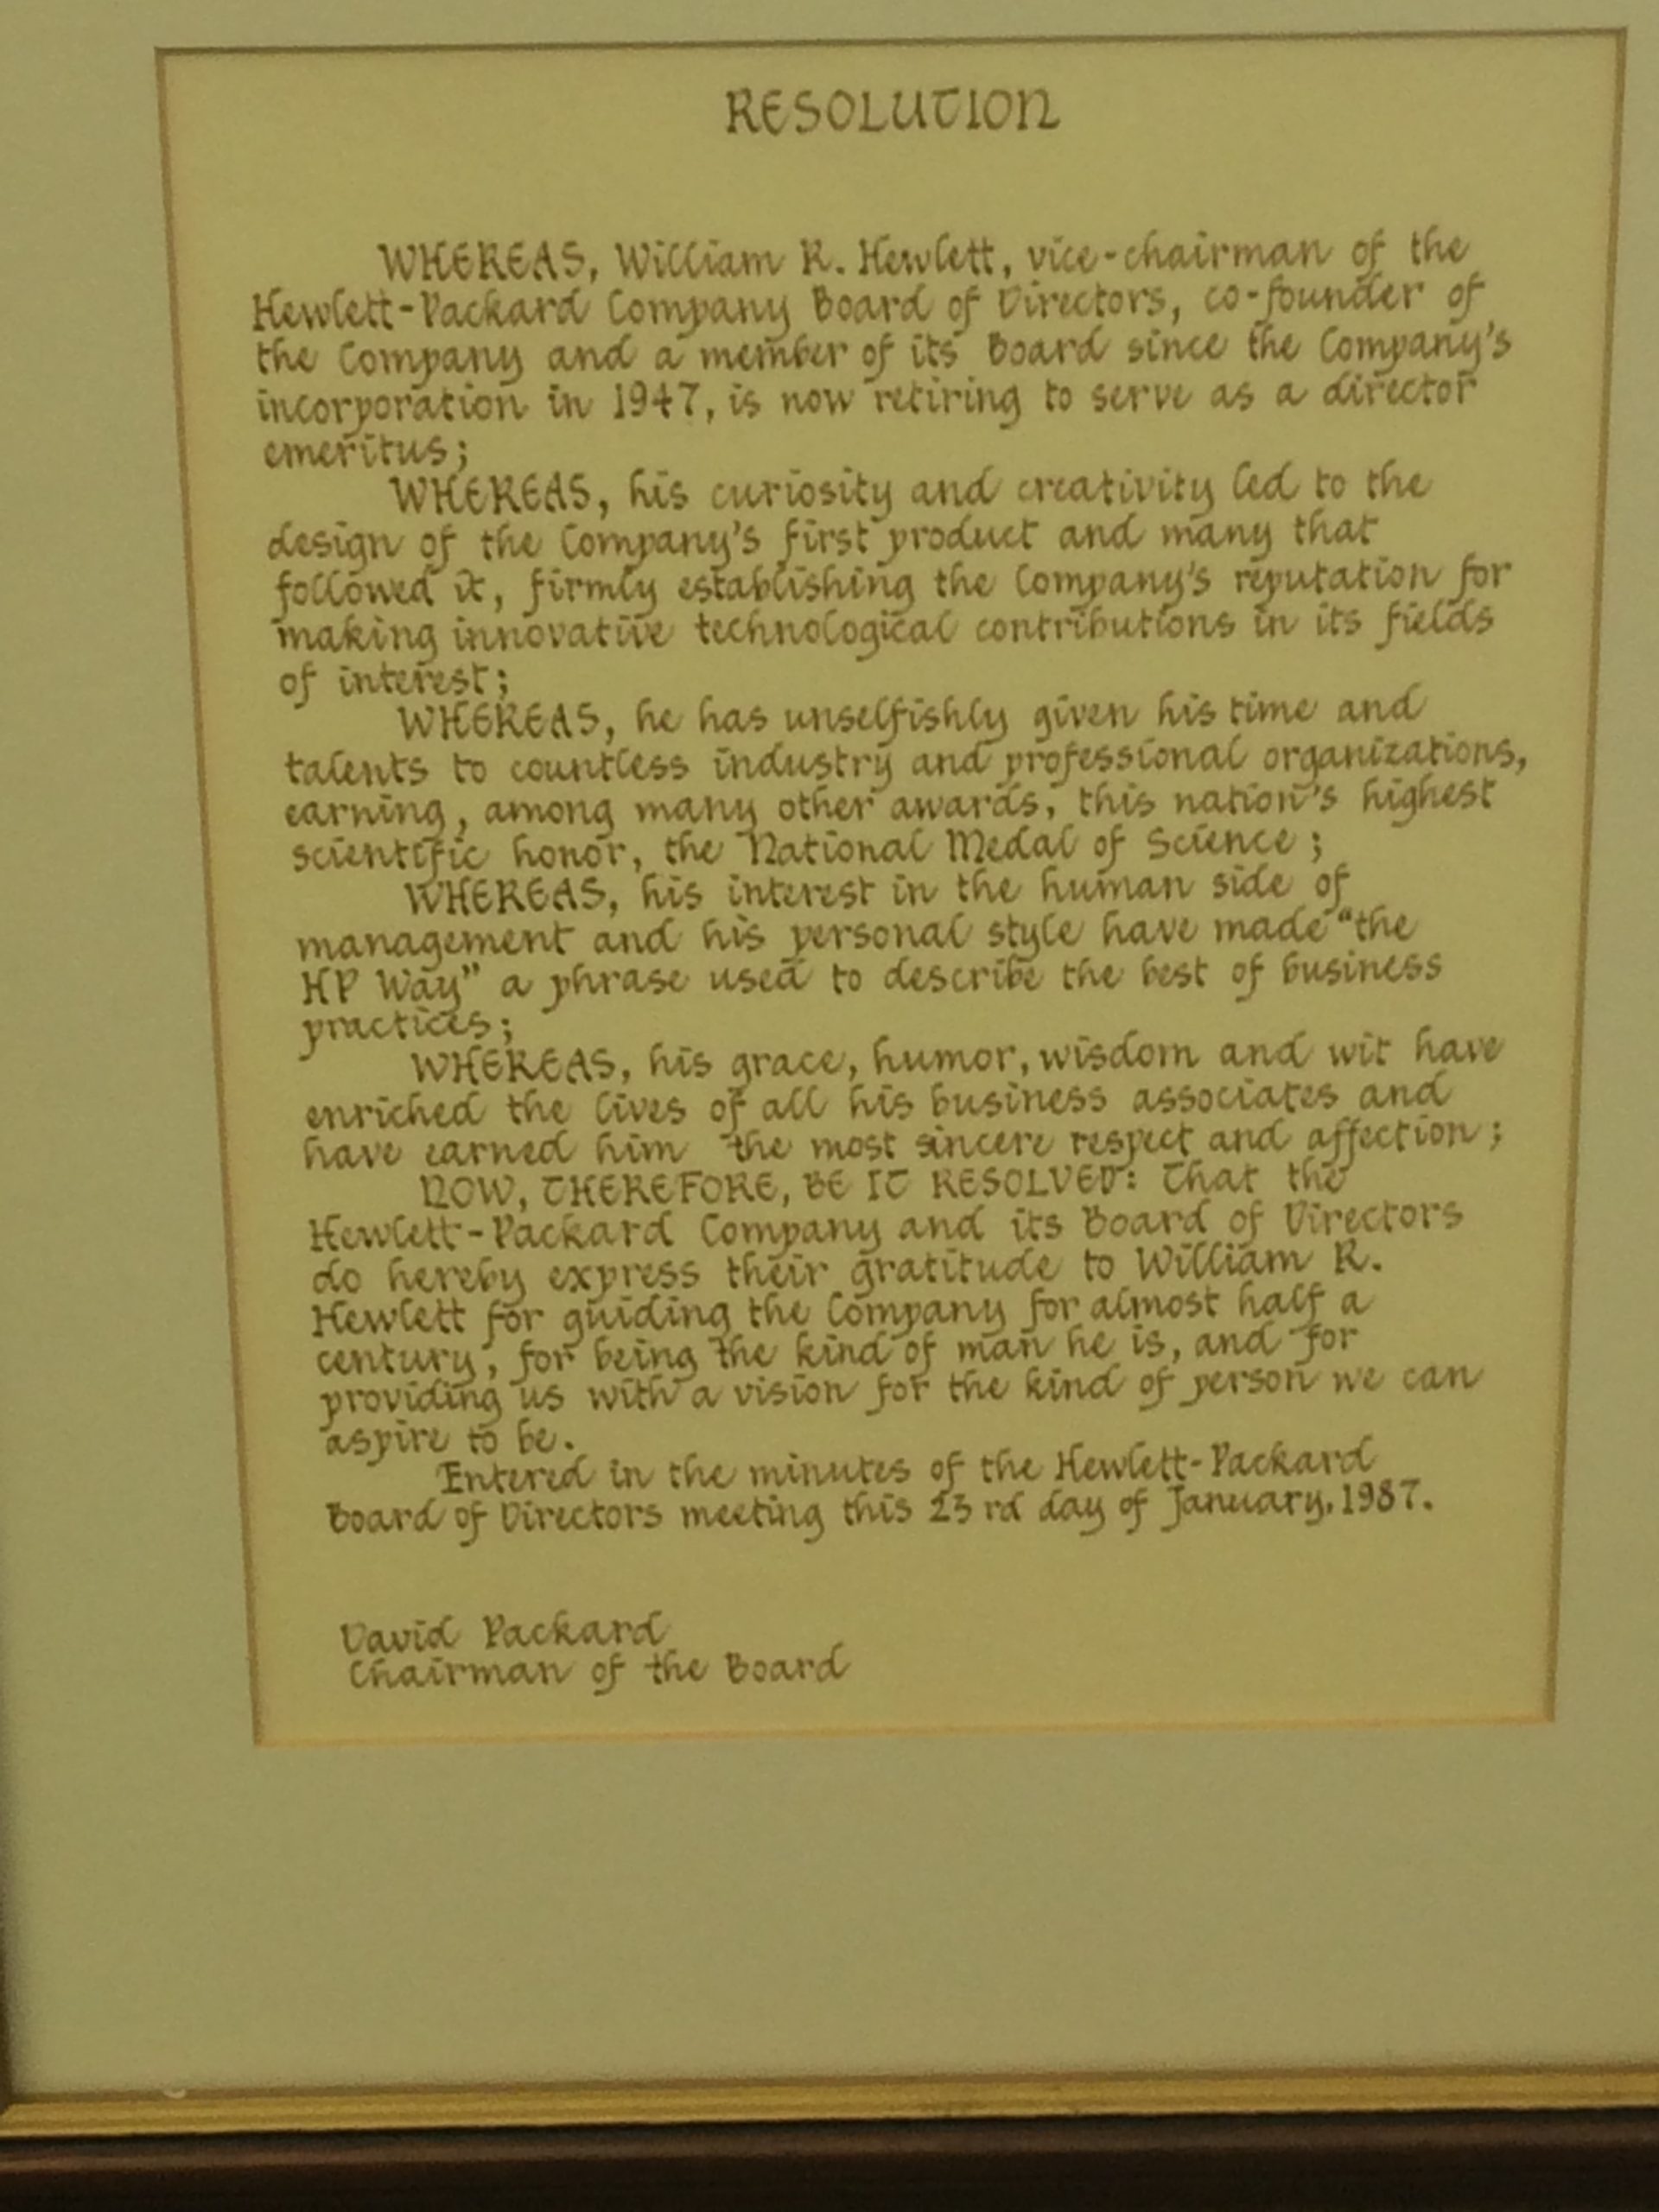 RESOLUTION
WHEREAS, William R. Hewlett, vice-chairman of the
Hewlett-Packard Company Board of Directors, co-founder of
the Company and a member of its Board since the Company's
incorporation in 1947, is now retiring to serve as a director
emeritus;
WHEREAS, his curiosity and creativity led to the
design of the Company's first product and many that
followed it, firmly establishing the Company's reputation for
making innovative technological contributions in its fields
of interest;
WHEREAS, he has unselfishly given his time and
talents to countless industry and professional organizations,
earning, among many other awards, this nation's highest
scientific honor, the National Medal of Science;
WHEREAS, his interest in the human side of
management and his personal style have made "the
HP Way" a phrase used to describe the best of business
practices;
WHEREAS, his grace, humor, wisdom and wit have
enriched the lives of all his business associates and
have earned him the most sincere respect and affection;
NOW, THEREFORE, BE IT RESOLVED: That the
Hewlett-Packard Company and its Board of Directors
do hereby express their gratitude to William R.
Hewlett for guiding the Company for almost half a
century, for being the kind of man he is, and for
providing us with a vision for the kind of person we can
aspire to be.
Entered in the minutes of the Hewlett-Packard
Board of Directors meeting this 23rd day of January, 1987.
David Packard
Chairman of the Board